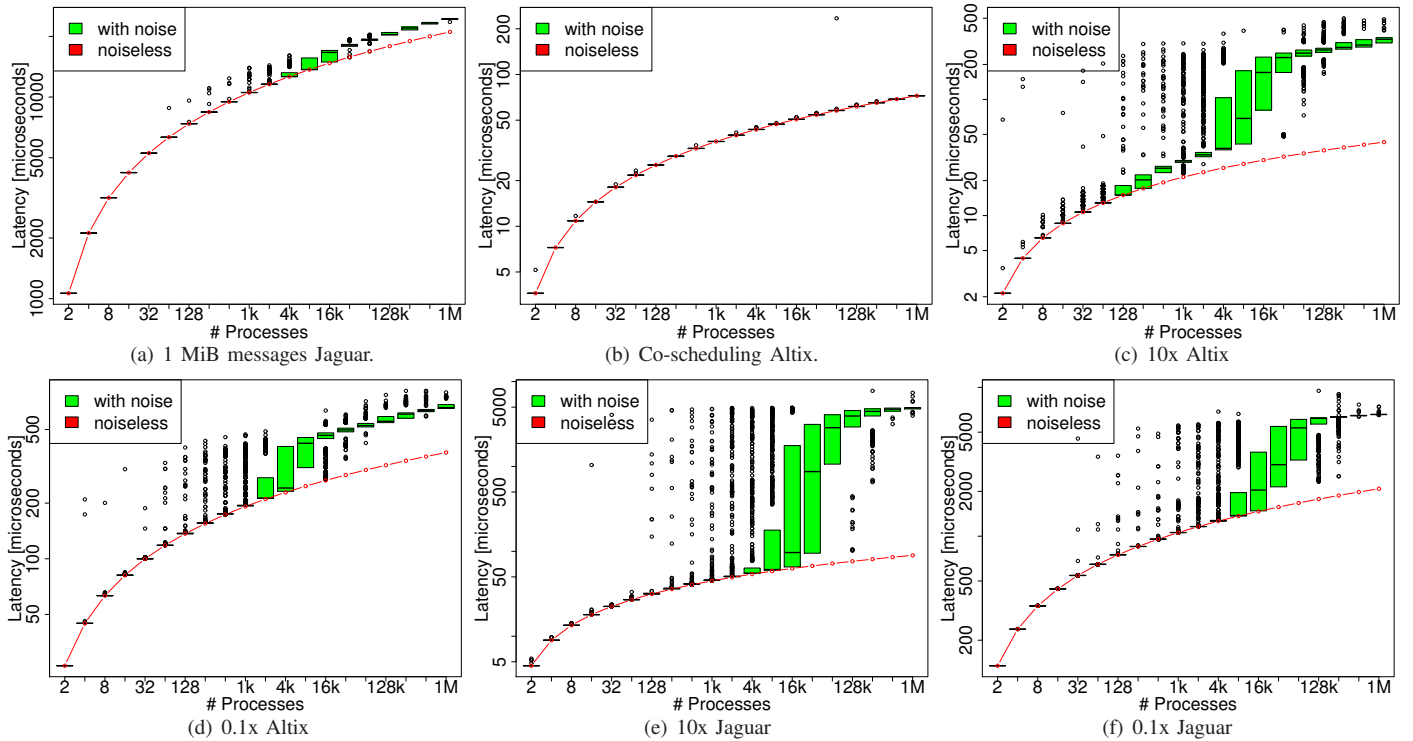 with noise
noiseless
Latency [microseconds]
10000
5000
2000
1000
2 8 32 128 1k 4k 16k 128k 1M
# Processes
(a) 1 MiB messages Jaguar.
with noise
noiseless
Latency [microseconds]
200
100
50
20
10
5
2 8 32 128 1k 4k 16k 128k 1M
# Processes
(b) Co-scheduling Altix.
with noise
noiseless
Latency [microseconds]
500
200
100
50
20
10
5
2
2 8 32 128 1k 4k 16k 128k 1M
# Processes
(c) 10x Altix
with noise
noiseless
Latency [microseconds]
500
200
100
50
2 8 32 128 1k 4k 16k 128k 1M
# Processes
(d) 0.1x Altix
with noise
noiseless
Latency [microseconds]
5000
500
50
5
2 8 32 128 1k 4k 16k 128k 1M
# Processes
(e) 10x Jaguar
with noise
noiseless
Latency [microseconds]
5000
2000
500
200
2 8 32 128 1k 4k 16k 128k 1M
# Processes
(f) 0.1x Jaguar